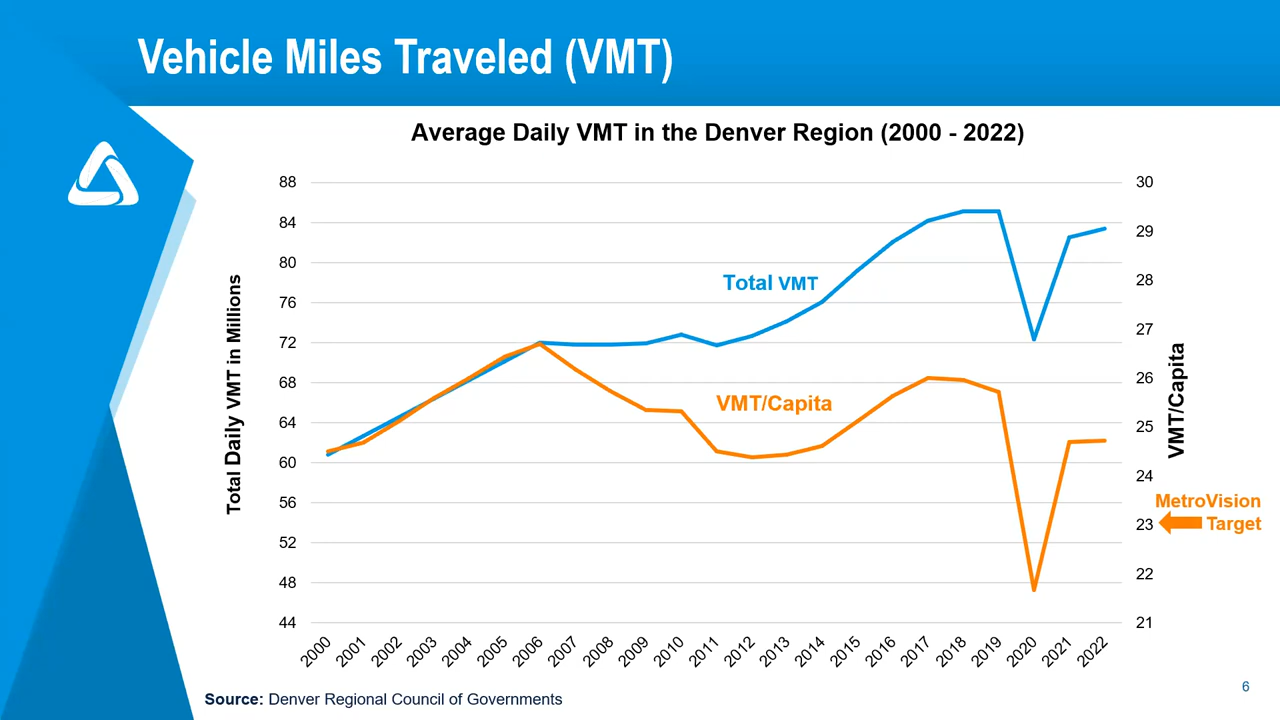 Vehicle Miles Traveled (VMT)
Average Daily VMT in the Denver Region (2000 - 2022)
Total Daily VMT in Millions
88
84
80
76
72
68
64
60
56
52
48
44
Total VMT
VMT/Capita
30
29
28
27
26
25
24
23
22
21
VMT/Capita
MetroVision
Target
2000 2001 2002 2003 2004 2005 2006 2007 2008 2009 2010 2011 2012 2013 2014 2015 2016 2017 2018 2019 2020 2021 2022
Source: Denver Regional Council of Governments
6